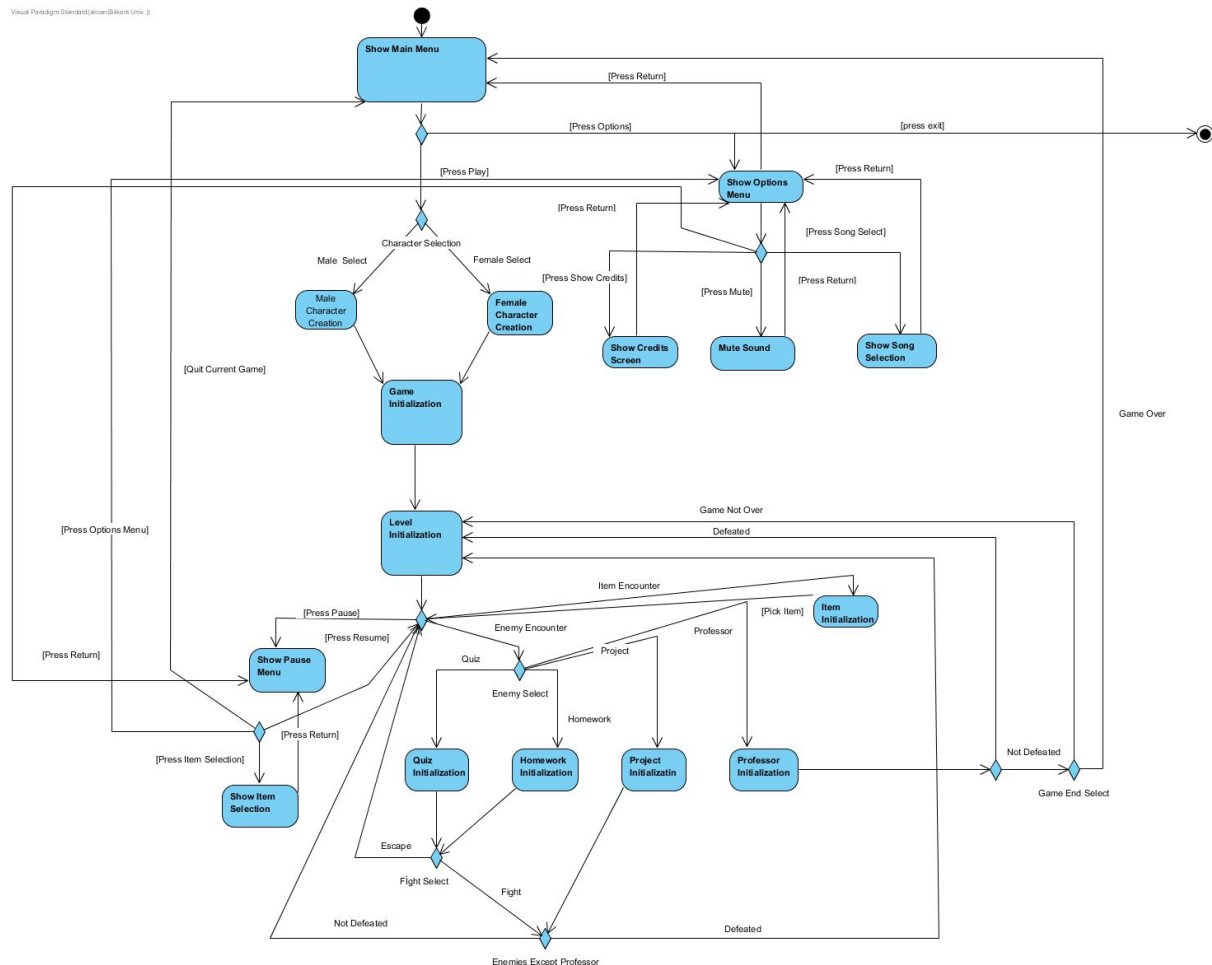 Visual Paradigm Standard(alican(Bilkent Univ. ))
Show Main Menu
[Press Return]
[Press Options]
[press exit]
[Press Play]
[Press Return]
Show Options
Menu
[Press Return]
Character Selection
[Press Song Select]
Male Select
Female Select
[Press Show Credits]
[Press Return]
[Press Mute]
Male
Character
Creation
Female
Character
Creation
Show Credits
Screen
Mute Sound
Show Song
Selection
[Quit Current Game]
Game
Initialization
Game Over
Game Not Over
Level
Initialization
[Press Options Menu]
Defeated
Item Encounter
[Press Pause]
[Pick Item]
Item
Initialization
Enemy Encounter
Professor
[Press Resume]
Project
[Press Return]
Show Pause
Menu
Quiz
Enemy Select
Homework
[Press Return]
[Press Item Selection]
Not Defeated
Quiz
Initialization
Homework
Initialization
Project
Initializatin
Professor
Initialization
Show Item
Selection
Game End Select
Escape
Fİght Select
Fight
Not Defeated
Defeated
Enemies Except Professor